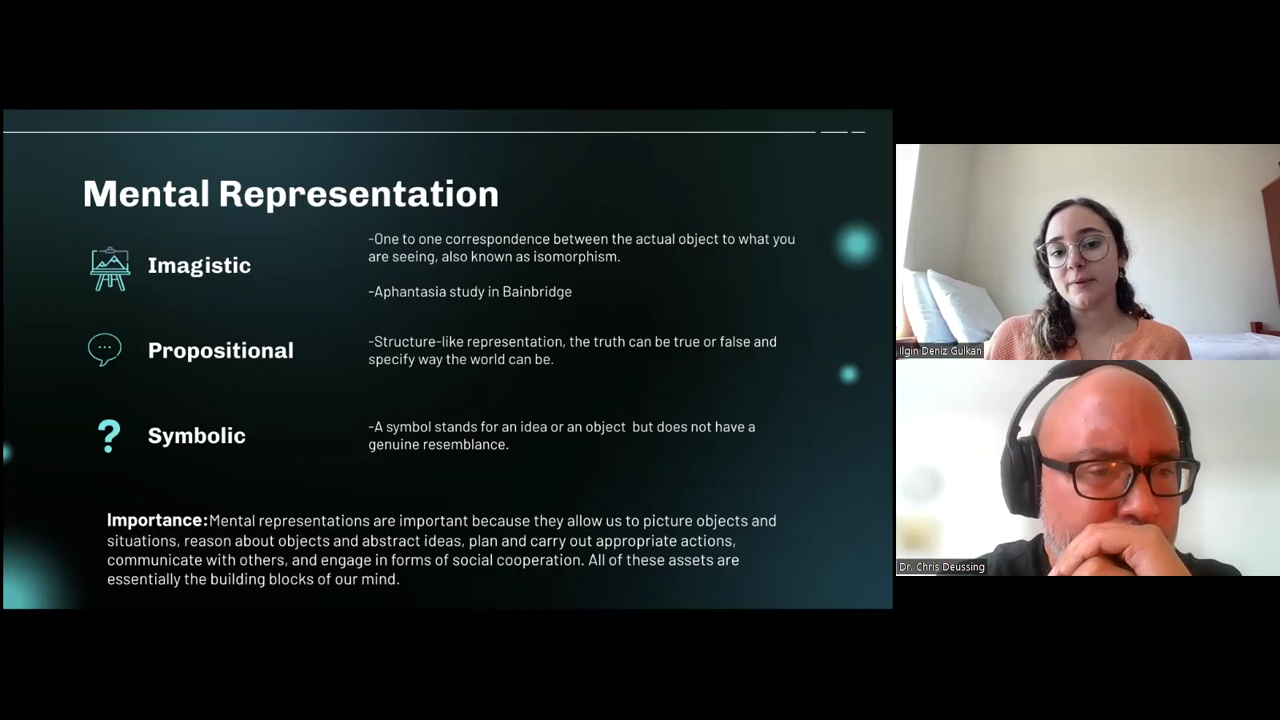 Mental Representation
Imagistic
-One to one correspondence between the actual object to what you
are seeing, also known as isomorphism.
-Aphantasia study in Bainbridge
Propositional
-Structure-like representation, the truth can be true or false and
specify way the world can be.
?
Symbolic
-A symbol stands for an idea or an object but does not have a
genuine resemblance.
Importance:Mental representations are important because they allow us to picture objects and
situations, reason about objects and abstract ideas, plan and carry out appropriate actions,
communicate with others, and engage in forms of social cooperation. All of these assets are
essentially the building blocks of our mind.
Ilgin Deniz Gulkan
Dr. Chris Deussing